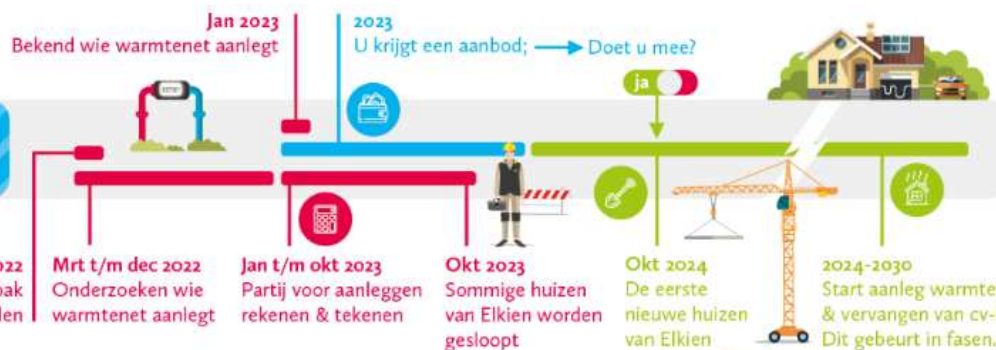 Jan 2023
Bekend wie warmtenet aanlegt
2023
U krijgt een aanbod;
Doet u mee?
ja
2022
Mrt t/m dec 2022
Onderzoeken wie
warmtenet aanlegt
Jan t/m okt 2023
Partij voor aanleggen
rekenen & tekenen
Okt 2023
Sommige huizen
van Elkien worden
gesloopt
Okt 2024
De eerste
nieuwe huizen
van Elkien
2024-2030
Start aanleg warmte
& vervangen van cv-
Dit gebeurt in fasen.